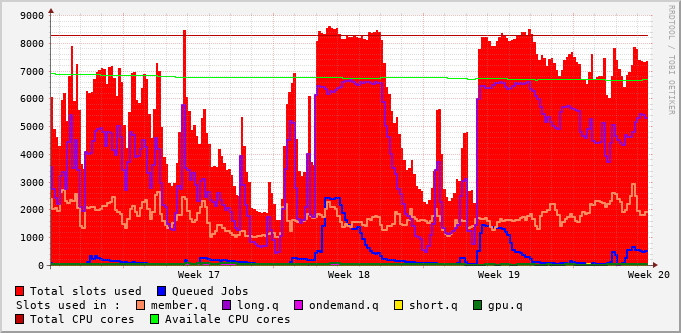 RRDTOOL / TOBI OETIKER
9000
8000
7000
6000
5000
4000
3000
2000
1000
0
Week 17 Week 18 Week 19 Week 20
Total slots used Queued Jobs
Slots used in : member.q long.q ondemand.q short.q gpu.q
Total CPU cores Availale CPU cores